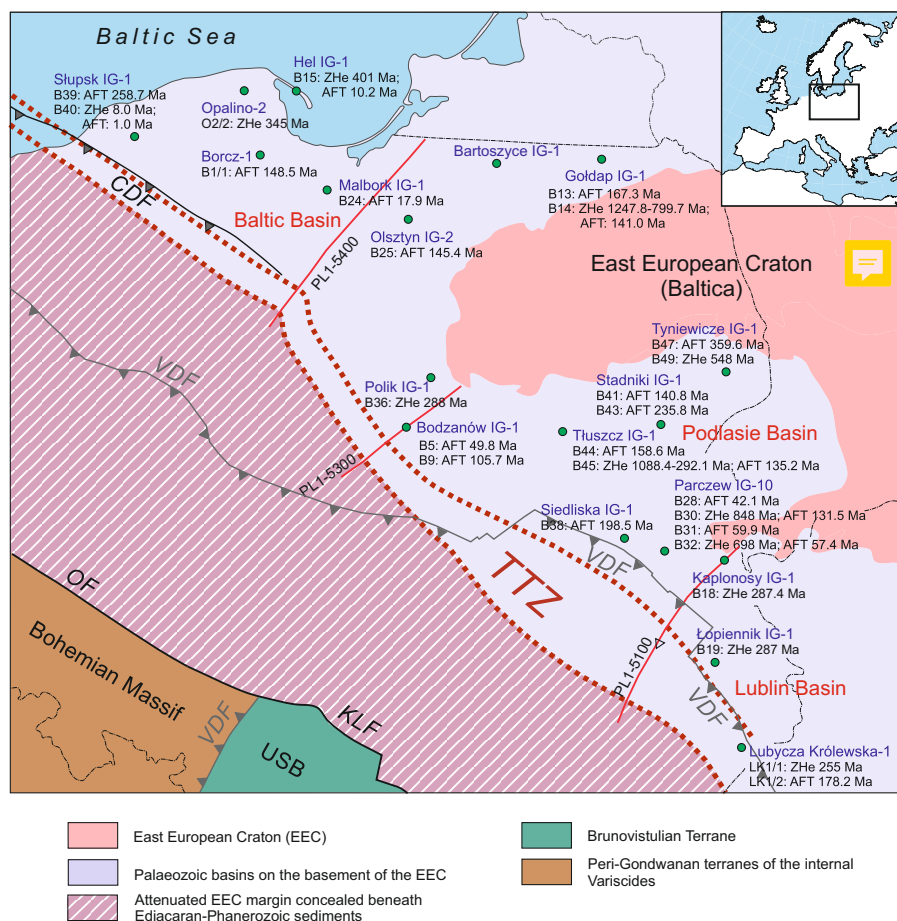 Baltic Sea
Słupsk IG-1
B39: AFT 258.7 Ma
B40: ZHe 8.0 Ma;
AFT: 1.0 Ma
Hel IG-1
B15: ZHe 401 Ma;
AFT 10.2 Ma
Opalino-2
O2/2: ZHe 345 Ma
Borcz-1
B1/1: AFT 148.5 Ma
Malbork IG-1
B24: AFT 17.9 Ma
Bartoszyce IG-1
Gołdap IG-1
B13: AFT 167.3 Ma
B14: ZHe 1247.8-799.7 Ma;
AFT: 141.0 Ma
CDF
Baltic Basin
Olsztyn IG-2
B25: AFT 145.4 Ma
PL1-5400
East European Craton
(Baltica)
Tyniewicze IG-1
B47: AFT 359.6 Ma
B49: ZHe 548 Ma
VDF
Polik IG-1
B36: ZHe 288 Ma
Stadniki IG-1
B41: AFT 140.8 Ma
B43: AFT 235.8 Ma
Bodzanów IG-1
B5: AFT 49.8 Ma
B9: AFT 105.7 Ma
PL1-5300
Tłuszcz IG-1
B44: AFT 158.6 Ma
B45: ZHe 1088.4-292.1 Ma; AFT 135.2 Ma
Podlasie Basin
Parczew IG-10
B28: AFT 42.1 Ma
B30: ZHe 848 Ma; AFT 131.5 Ma
B31: AFT 59.9 Ma
B32: ZHe 698 Ma; AFT 57.4 Ma
Siedliska IG-1
B38: AFT 198.5 Ma
VDF
TTZ
Kaplonosy IG-1
B18: ZHe 287.4 Ma
OF
Bohemian Massif
PL1-5100
Łopiennik IG-1
B19: ZHe 287 Ma
Lublin Basin
VDF
VDF
KLF
USB
Lubycza Królewska-1
LK1/1: ZHe 255 Ma
LK1/2: AFT 178.2 Ma
East European Craton (EEC)
Palaeozoic basins on the basement of the EEC
Attenuated EEC margin concealed beneath
Ediacaran-Phanerozoic sediments
Brunovistulian Terrane
Peri-Gondwanan terranes of the internal
Variscides